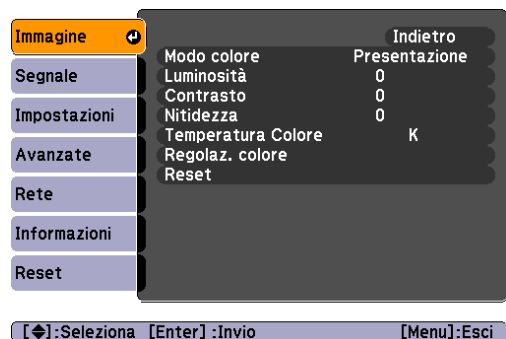 Immagine
Segnale
Impostazioni
Avanzate
Rete
Informazioni
Reset
Indietro
Modo colore Presentazione
Luminosità 0
Contrasto 0
Nitidezza 0
Temperatura Colore K
Regolaz. colore
Reset
[◆]:Seleziona [Enter] :Invio [Menu]:Esci